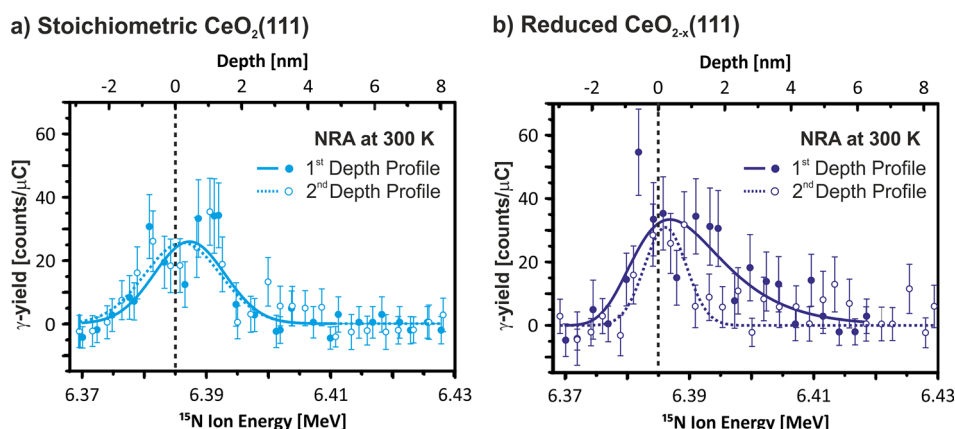 a) Stoichiometric CeO₂(111)
Depth [nm]
-2 0 2 4 6 8
NRA at 300 K
1st Depth Profile
2nd Depth Profile
γ-yield [counts/µC]
60
40
20
0
6.37 6.39 6.41 6.43
¹⁵N Ion Energy [MeV]
b) Reduced CeO₂₋ₓ(111)
Depth [nm]
-2 0 2 4 6 8
NRA at 300 K
1st Depth Profile
2nd Depth Profile
γ-yield [counts/µC]
60
40
20
0
6.37 6.39 6.41 6.43
¹⁵N Ion Energy [MeV]